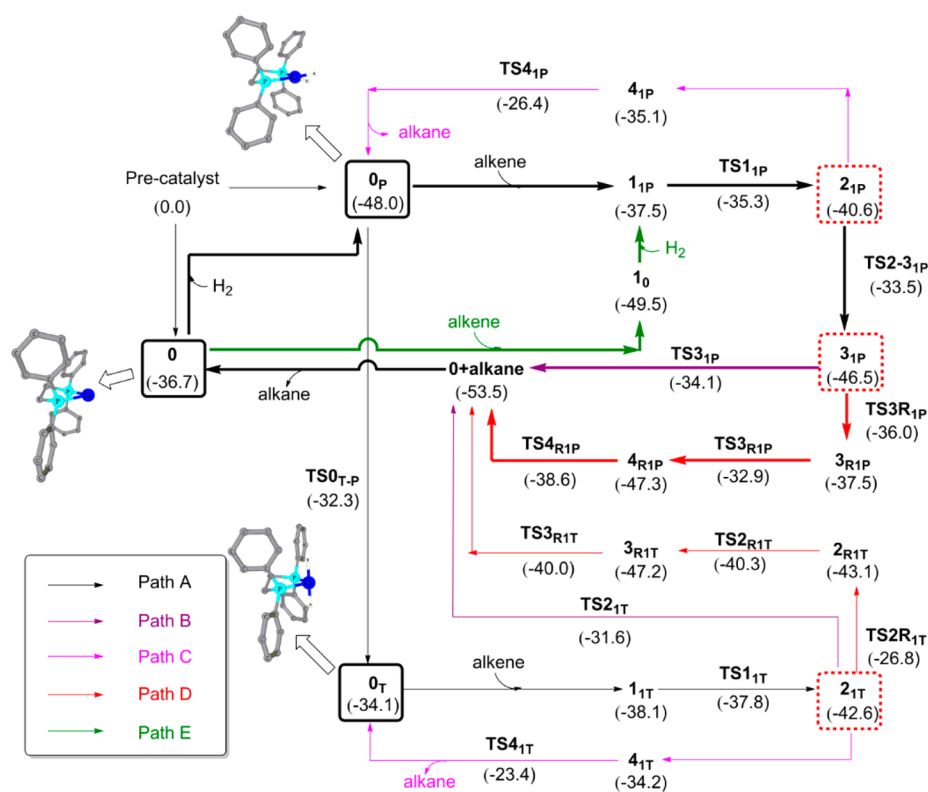 TS4₁P
(-26.4)
4₁P
(-35.1)
alkane
Pre-catalyst
(0.0)
0P
(-48.0)
alkene
1₁P
(-37.5)
TS1₁P
(-35.3)
2₁P
(-40.6)
H₂
H₂
TS2-3₁P
(-33.5)
1₀
(-49.5)
alkene
0
(-36.7)
alkane
0+alkane
(-53.5)
TS3₁P
(-34.1)
3₁P
(-46.5)
TS3R₁P
(-36.0)
TS4R1P
(-38.6)
4R1P
(-47.3)
TS3R1P
(-32.9)
3R1P
(-37.5)
TS0T-P
(-32.3)
TS3R1T
(-40.0)
3R1T
(-47.2)
TS2R1T
(-40.3)
2R1T
(-43.1)
TS2₁T
(-31.6)
TS2R₁T
(-26.8)
0T
(-34.1)
alkene
1₁T
(-38.1)
TS1₁T
(-37.8)
2₁T
(-42.6)
TS4₁T
(-23.4)
alkane
4₁T
(-34.2)
Path A
Path B
Path C
Path D
Path E
P
P
P
P
P
P